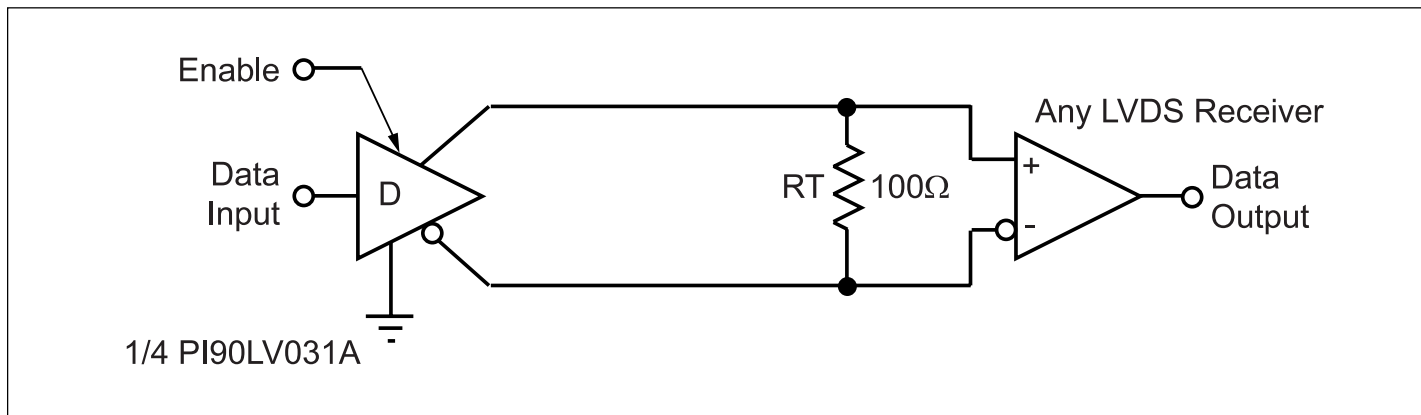 Enable
Any LVDS Receiver
Data
Input
D
RT
100Ω
+
-
Data
Output
1/4 PI90LV031A